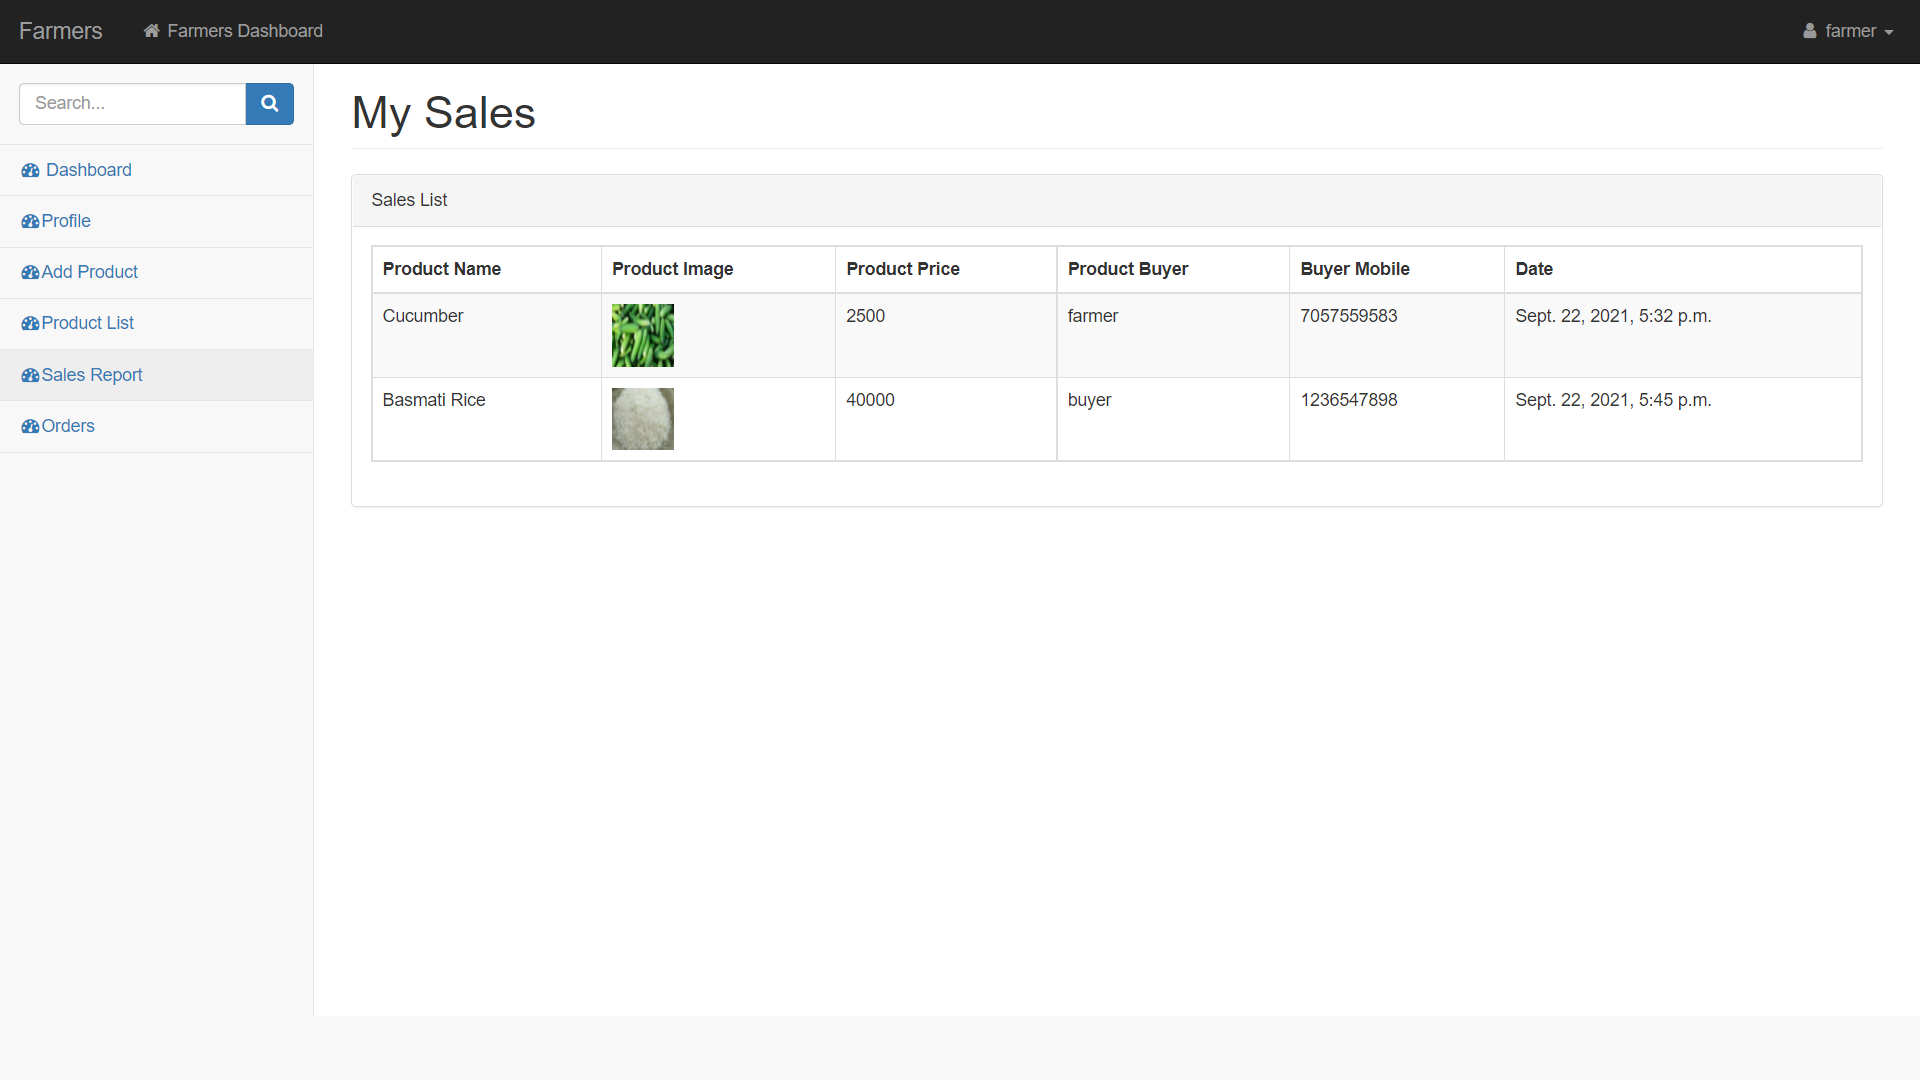 Farmers Farmers Dashboard farmer
Search...
Dashboard
Profile
Add Product
Product List
Sales Report
Orders
My Sales
Sales List
Product Name Product Image Product Price Product Buyer Buyer Mobile Date
Cucumber 2500 farmer 7057559583 Sept. 22, 2021, 5:32 p.m.
Basmati Rice 40000 buyer 1236547898 Sept. 22, 2021, 5:45 p.m.